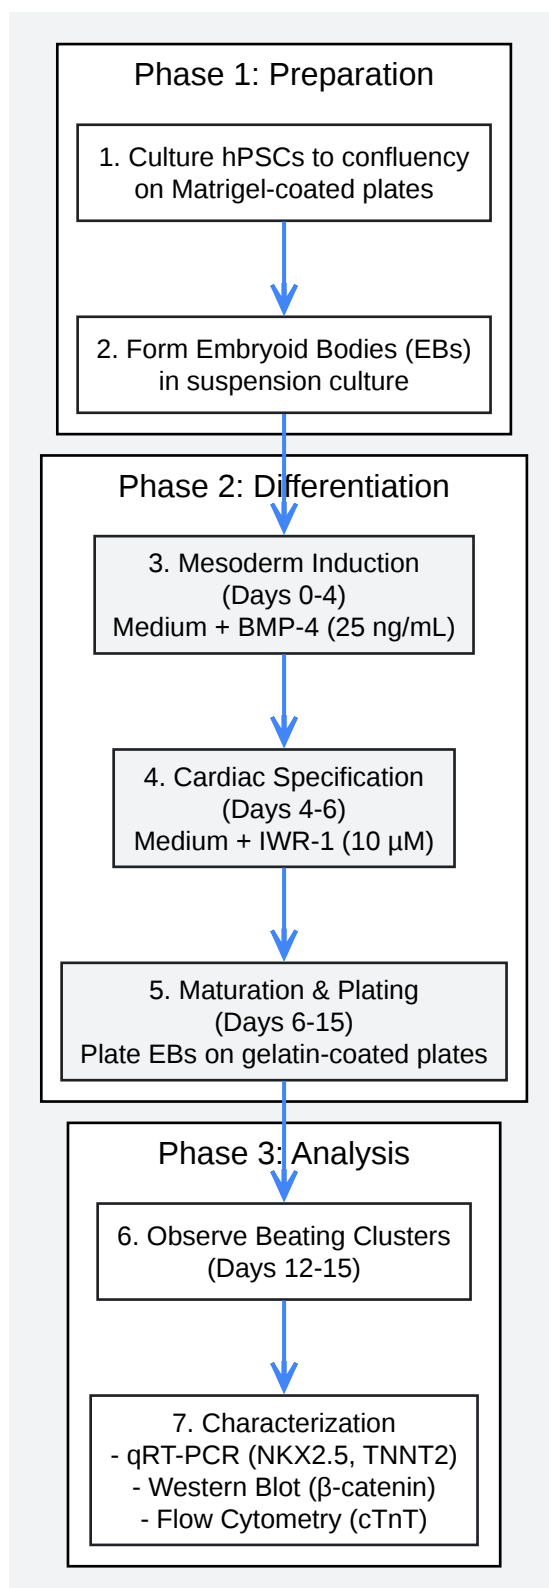 Phase 1: Preparation
1. Culture hPSCs to confluency
on Matrigel-coated plates
2. Form Embryoid Bodies (EBs)
in suspension culture
Phase 2: Differentiation
3. Mesoderm Induction
(Days 0-4)
Medium + BMP-4 (25 ng/mL)
4. Cardiac Specification
(Days 4-6)
Medium + IWR-1 (10 µM)
5. Maturation & Plating
(Days 6-15)
Plate EBs on gelatin-coated plates
Phase 3: Analysis
6. Observe Beating Clusters
(Days 12-15)
7. Characterization
- qRT-PCR (NKX2.5, TNNT2)
- Western Blot (β-catenin)
- Flow Cytometry (cTnT)